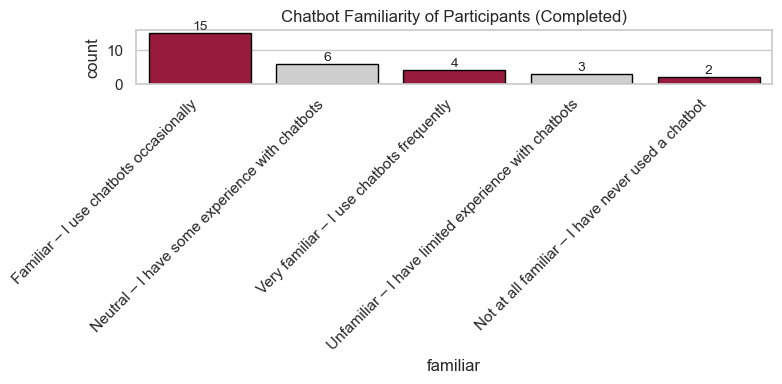 Chatbot Familiarity of Participants (Completed)
count
10
0
15
6
4
3
2
Familiar – I use chatbots occasionally
Neutral – I have some experience with chatbots
Very familiar – I use chatbots frequently
Unfamiliar – I have limited experience with chatbots
Not at all familiar – I have never used a chatbot
familiar